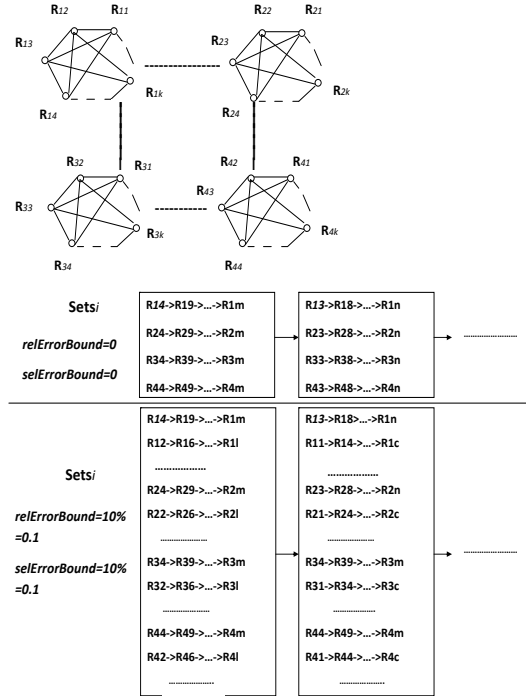 R12 R11 R22 R21
R13 R23
R1k R2k
R14 R24
R32 R31 R42 R41
R33 R43
R3k R4k
R34 R44
Setsi
relErrorBound=0
selErrorBound=0
R14->R19->...->R1m
R24->R29->...->R2m
R34->R39->...->R3m
R44->R49->...->R4m
R13->R18->...->R1n
R23->R28->...->R2n
R33->R38->...->R3n
R43->R48->...->R4n
....................
Setsi
relErrorBound=10%
=0.1
selErrorBound=10%
=0.1
R14->R19->...->R1m
R12->R16->...->R1l
....................
R24->R29->...->R2m
R22->R26->...->R2l
....................
R34->R39->...->R3m
R32->R36->...->R3l
....................
R44->R49->...->R4m
R42->R46->...->R4l
....................
R13->R18>...->R1n
R11->R14->...->R1c
....................
R23->R28->...->R2n
R21->R24->...->R2c
....................
R34->R39->...->R3m
R31->R34->...->R3c
....................
R44->R49->...->R4m
R41->R44->...->R4c
....................
....................